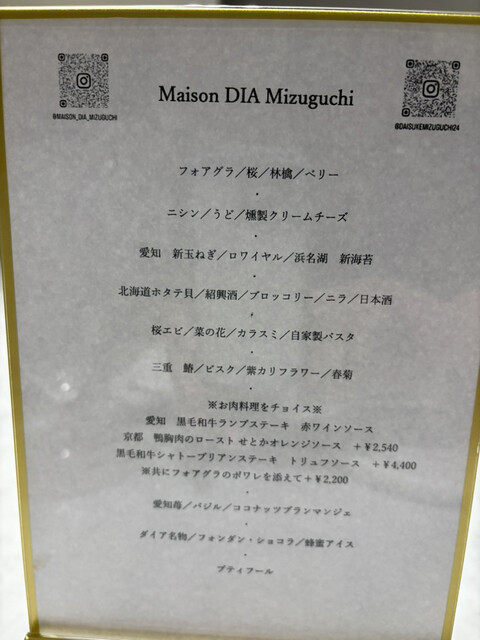 @MAISON_DIA_MIZUGUCHI
@DAISUKEMIZUGUCHI24
Maison DIA Mizuguchi
フォアグラ／桜／林檎／ベリー
・
ニシン／うど／燻製クリームチーズ
・
愛知　新玉ねぎ／ロワイヤル／浜名湖　新海苔
・
北海道ホタテ貝／紹興酒／ブロッコリー／ニラ／日本酒
・
桜エビ／菜の花／カラスミ／自家製パスタ
・
三重　鰆／ビスク／紫カリフラワー／春菊
・
※お肉料理をチョイス※
愛知　黒毛和牛ランプステーキ　赤ワインソース
京都　鴨胸肉のロースト せとかオレンジソース　＋¥2,540
黒毛和牛シャトーブリアンステーキ　トリュフソース　＋¥4,400
※共にフォアグラのポワレを添えて＋¥2,200
・
愛知苺／バジル／ココナッツブランマンジェ
・
ダイア名物／フォンダン・ショコラ／蜂蜜アイス
・
プティフール